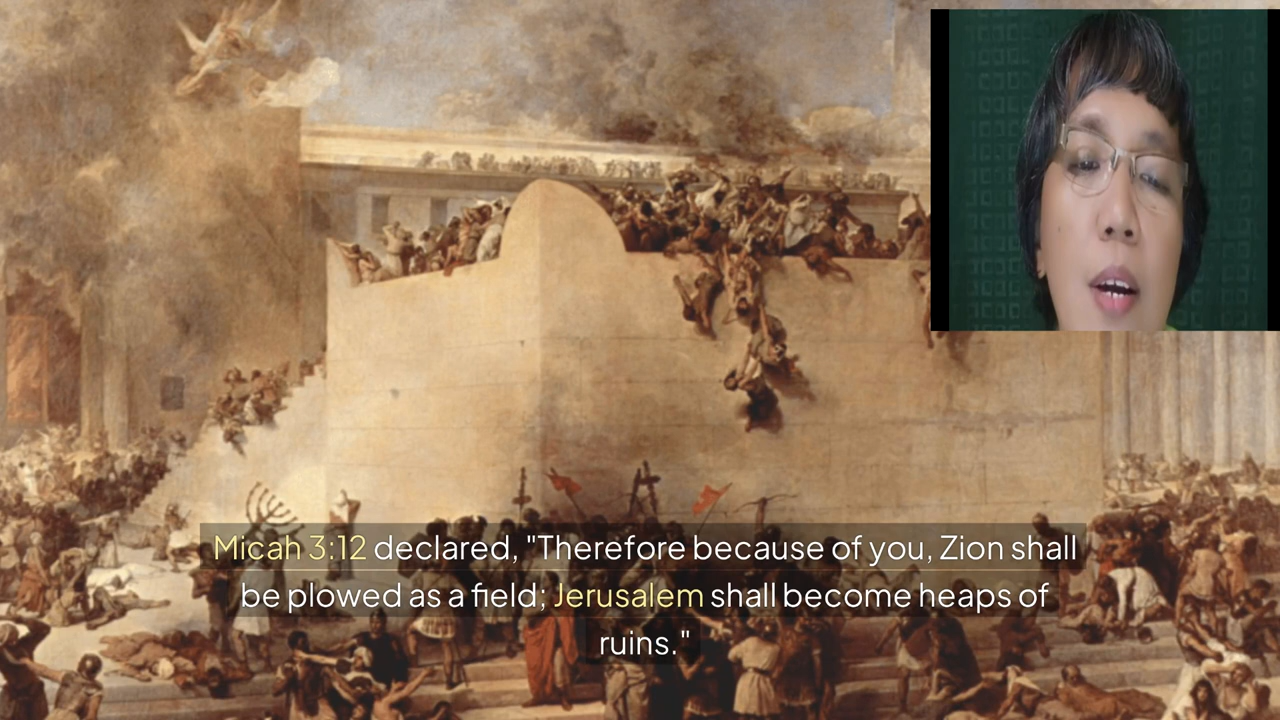 Micah 3:12 declared, "Therefore because of you, Zion shall
be plowed as a field; Jerusalem shall become heaps of
ruins."